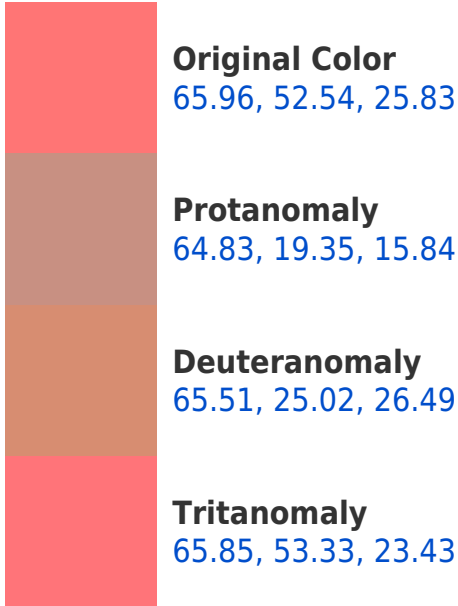 Original Color
65.96, 52.54, 25.83
Protanomaly
64.83, 19.35, 15.84
Deuteranomaly
65.51, 25.02, 26.49
Tritanomaly
65.85, 53.33, 23.43